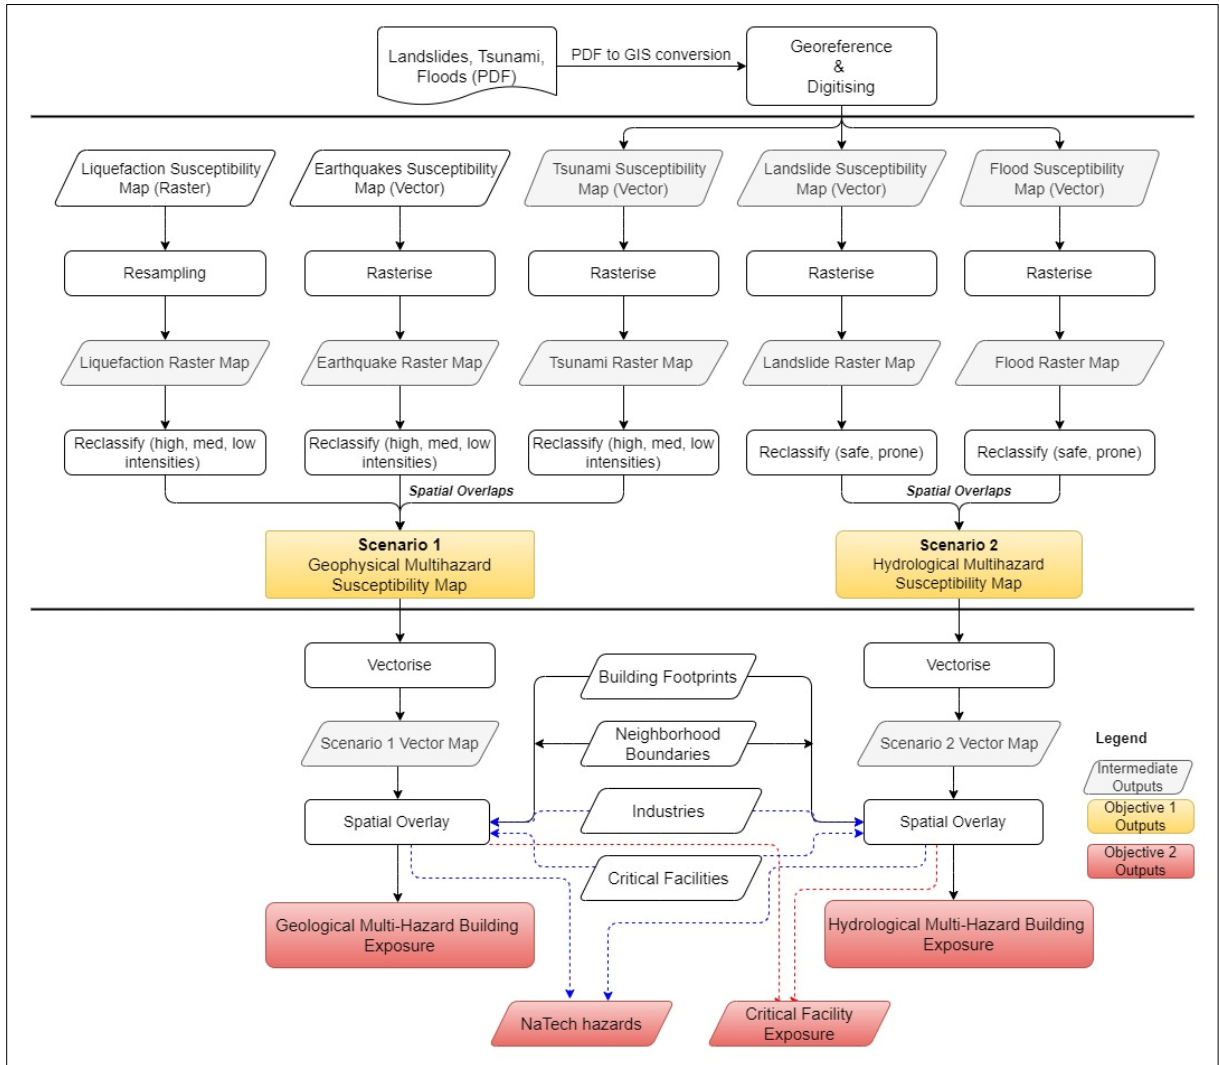 Landslides, Tsunami,
Floods (PDF)
PDF to GIS conversion
Georeference
&
Digitising
Liquefaction Susceptibility
Map (Raster)
Earthquakes Susceptibility
Map (Vector)
Tsunami Susceptibility
Map (Vector)
Landslide Susceptibility
Map (Vector)
Flood Susceptibility
Map (Vector)
Resampling
Rasterise
Rasterise
Rasterise
Rasterise
Liquefaction Raster Map
Earthquake Raster Map
Tsunami Raster Map
Landslide Raster Map
Flood Raster Map
Reclassify (high, med, low
intensities)
Reclassify (high, med, low
intensities)
Reclassify (high, med, low
intensities)
Reclassify (safe, prone)
Reclassify (safe, prone)
Spatial Overlaps
Spatial Overlaps
Scenario 1
Geophysical Multihazard
Susceptibility Map
Scenario 2
Hydrological Multihazard
Susceptibility Map
Vectorise
Building Footprints
Vectorise
Scenario 1 Vector Map
Neighborhood
Boundaries
Scenario 2 Vector Map
Legend
Intermediate
Outputs
Objective 1
Outputs
Objective 2
Outputs
Spatial Overlay
Industries
Spatial Overlay
Critical Facilities
Geological Multi-Hazard Building
Exposure
Hydrological Multi-Hazard Building
Exposure
NaTech hazards
Critical Facility
Exposure